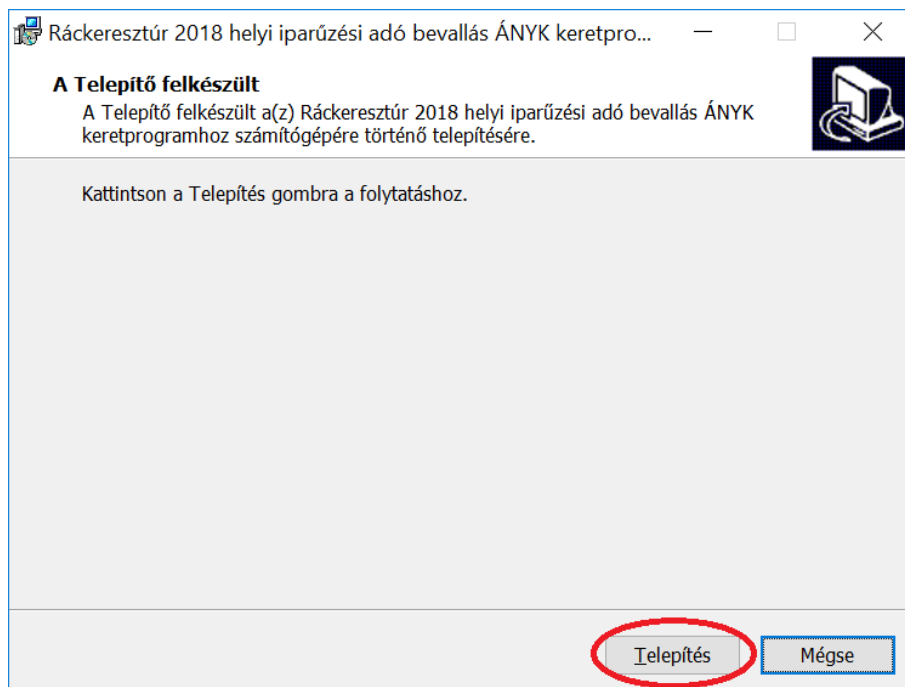 Ráckeresztúr 2018 helyi iparűzési adó bevallás ÁNYK keretpro...
A Telepítő felkészült
A Telepítő felkészült a(z) Ráckeresztúr 2018 helyi iparűzési adó bevallás ÁNYK
keretprogramhoz számítógépére történő telepítésére.
Kattintson a Telepítés gombra a folytatáshoz.
Telepítés
Mégse